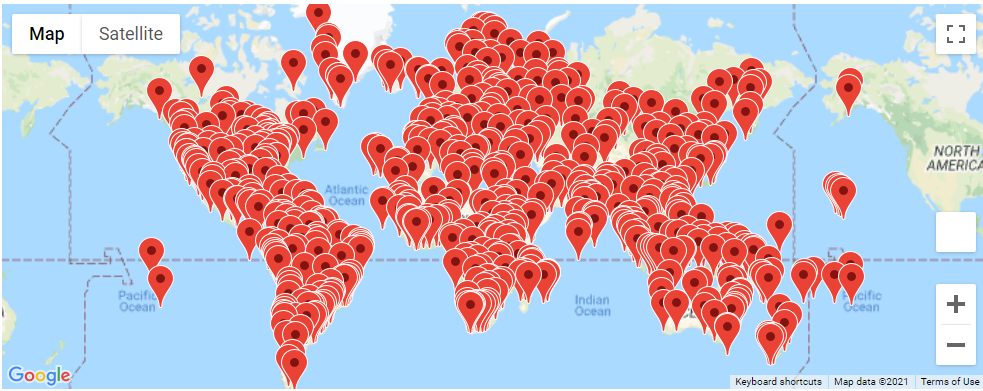 Map
Satellite
NORTH
AMERICA
Atlantic
Ocean
Pacific
Ocean
Indian
Ocean
Ocean
Google
Keyboard shortcuts
Map data ©2021
Terms of Use